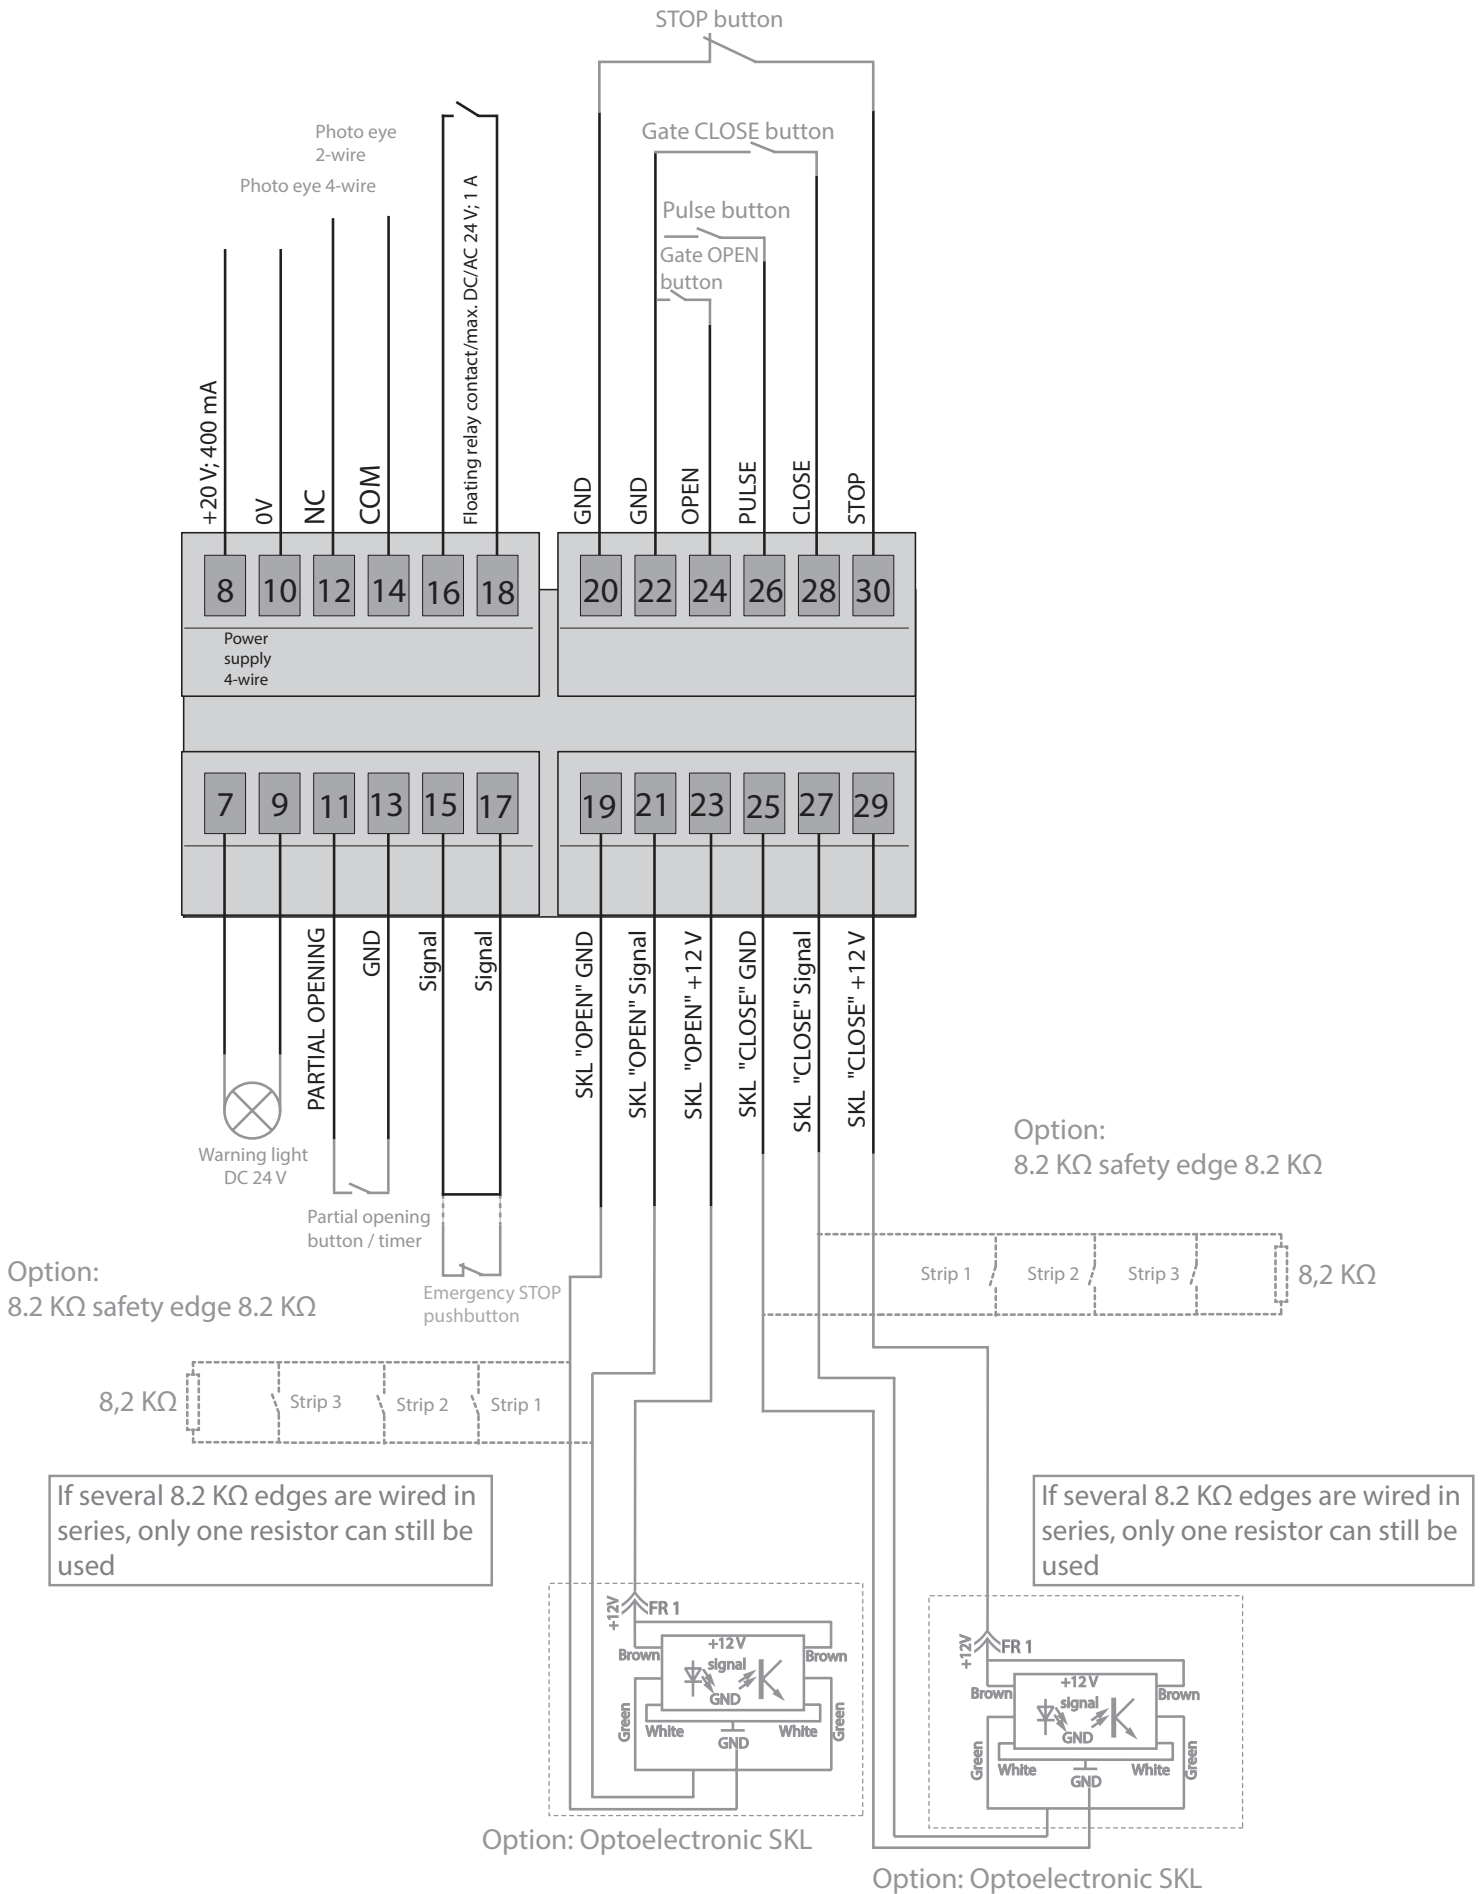 STOP button
Photo eye
2-wire
Photo eye 4-wire
Gate CLOSE button
Pulse button
Gate OPEN
button
+20 V; 400 mA
0V
NC
COM
Floating relay contact/max. DC/AC 24 V; 1 A
GND
GND
OPEN
PULSE
CLOSE
STOP
8 10 12 14 16 18 20 22 24 26 28 30
Power
supply
4-wire
7 9 11 13 15 17 19 21 23 25 27 29
PARTIAL OPENING
GND
Signal
Signal
SKL "OPEN" GND
SKL "OPEN" Signal
SKL "OPEN" +12 V
SKL "CLOSE" GND
SKL "CLOSE" Signal
SKL "CLOSE" +12 V
Warning light
DC 24 V
Partial opening
button / timer
Emergency STOP
pushbutton
Option:
8.2 KΩ safety edge 8.2 KΩ
Strip 1 Strip 2 Strip 3 8,2 KΩ
Option:
8.2 KΩ safety edge 8.2 KΩ
8,2 KΩ Strip 3 Strip 2 Strip 1
If several 8.2 KΩ edges are wired in
series, only one resistor can still be
used
If several 8.2 KΩ edges are wired in
series, only one resistor can still be
used
+12V
FR 1
+12 V
Brown signal Brown
GND
Green White White Green
GND
Option: Optoelectronic SKL
+12V
FR 1
+12 V
Brown signal Brown
GND
Green White White Green
GND
Option: Optoelectronic SKL